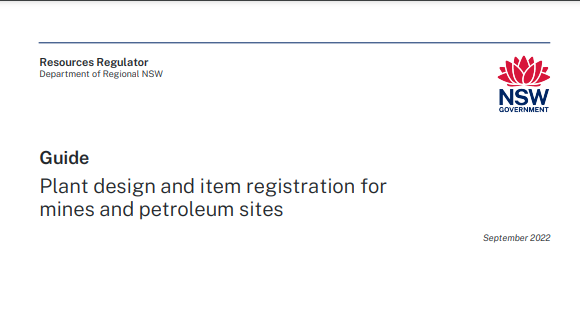 Resources Regulator
Department of Regional NSW
NSW
GOVERNMENT
Guide
Plant design and item registration for
mines and petroleum sites
September 2022